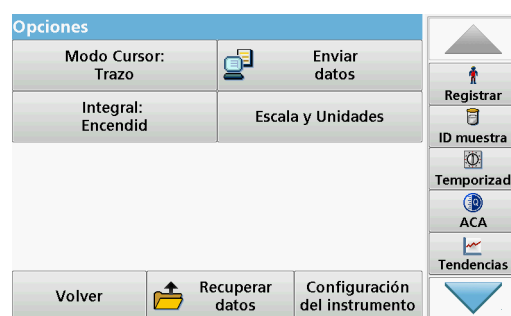 Opciones
Modo Cursor:
Trazo
Enviar
datos
Integral:
Encendid
Escala y Unidades
Volver
Recuperar
datos
Configuración
del instrumento
Registrar
ID muestra
Temporizad
ACA
Tendencias